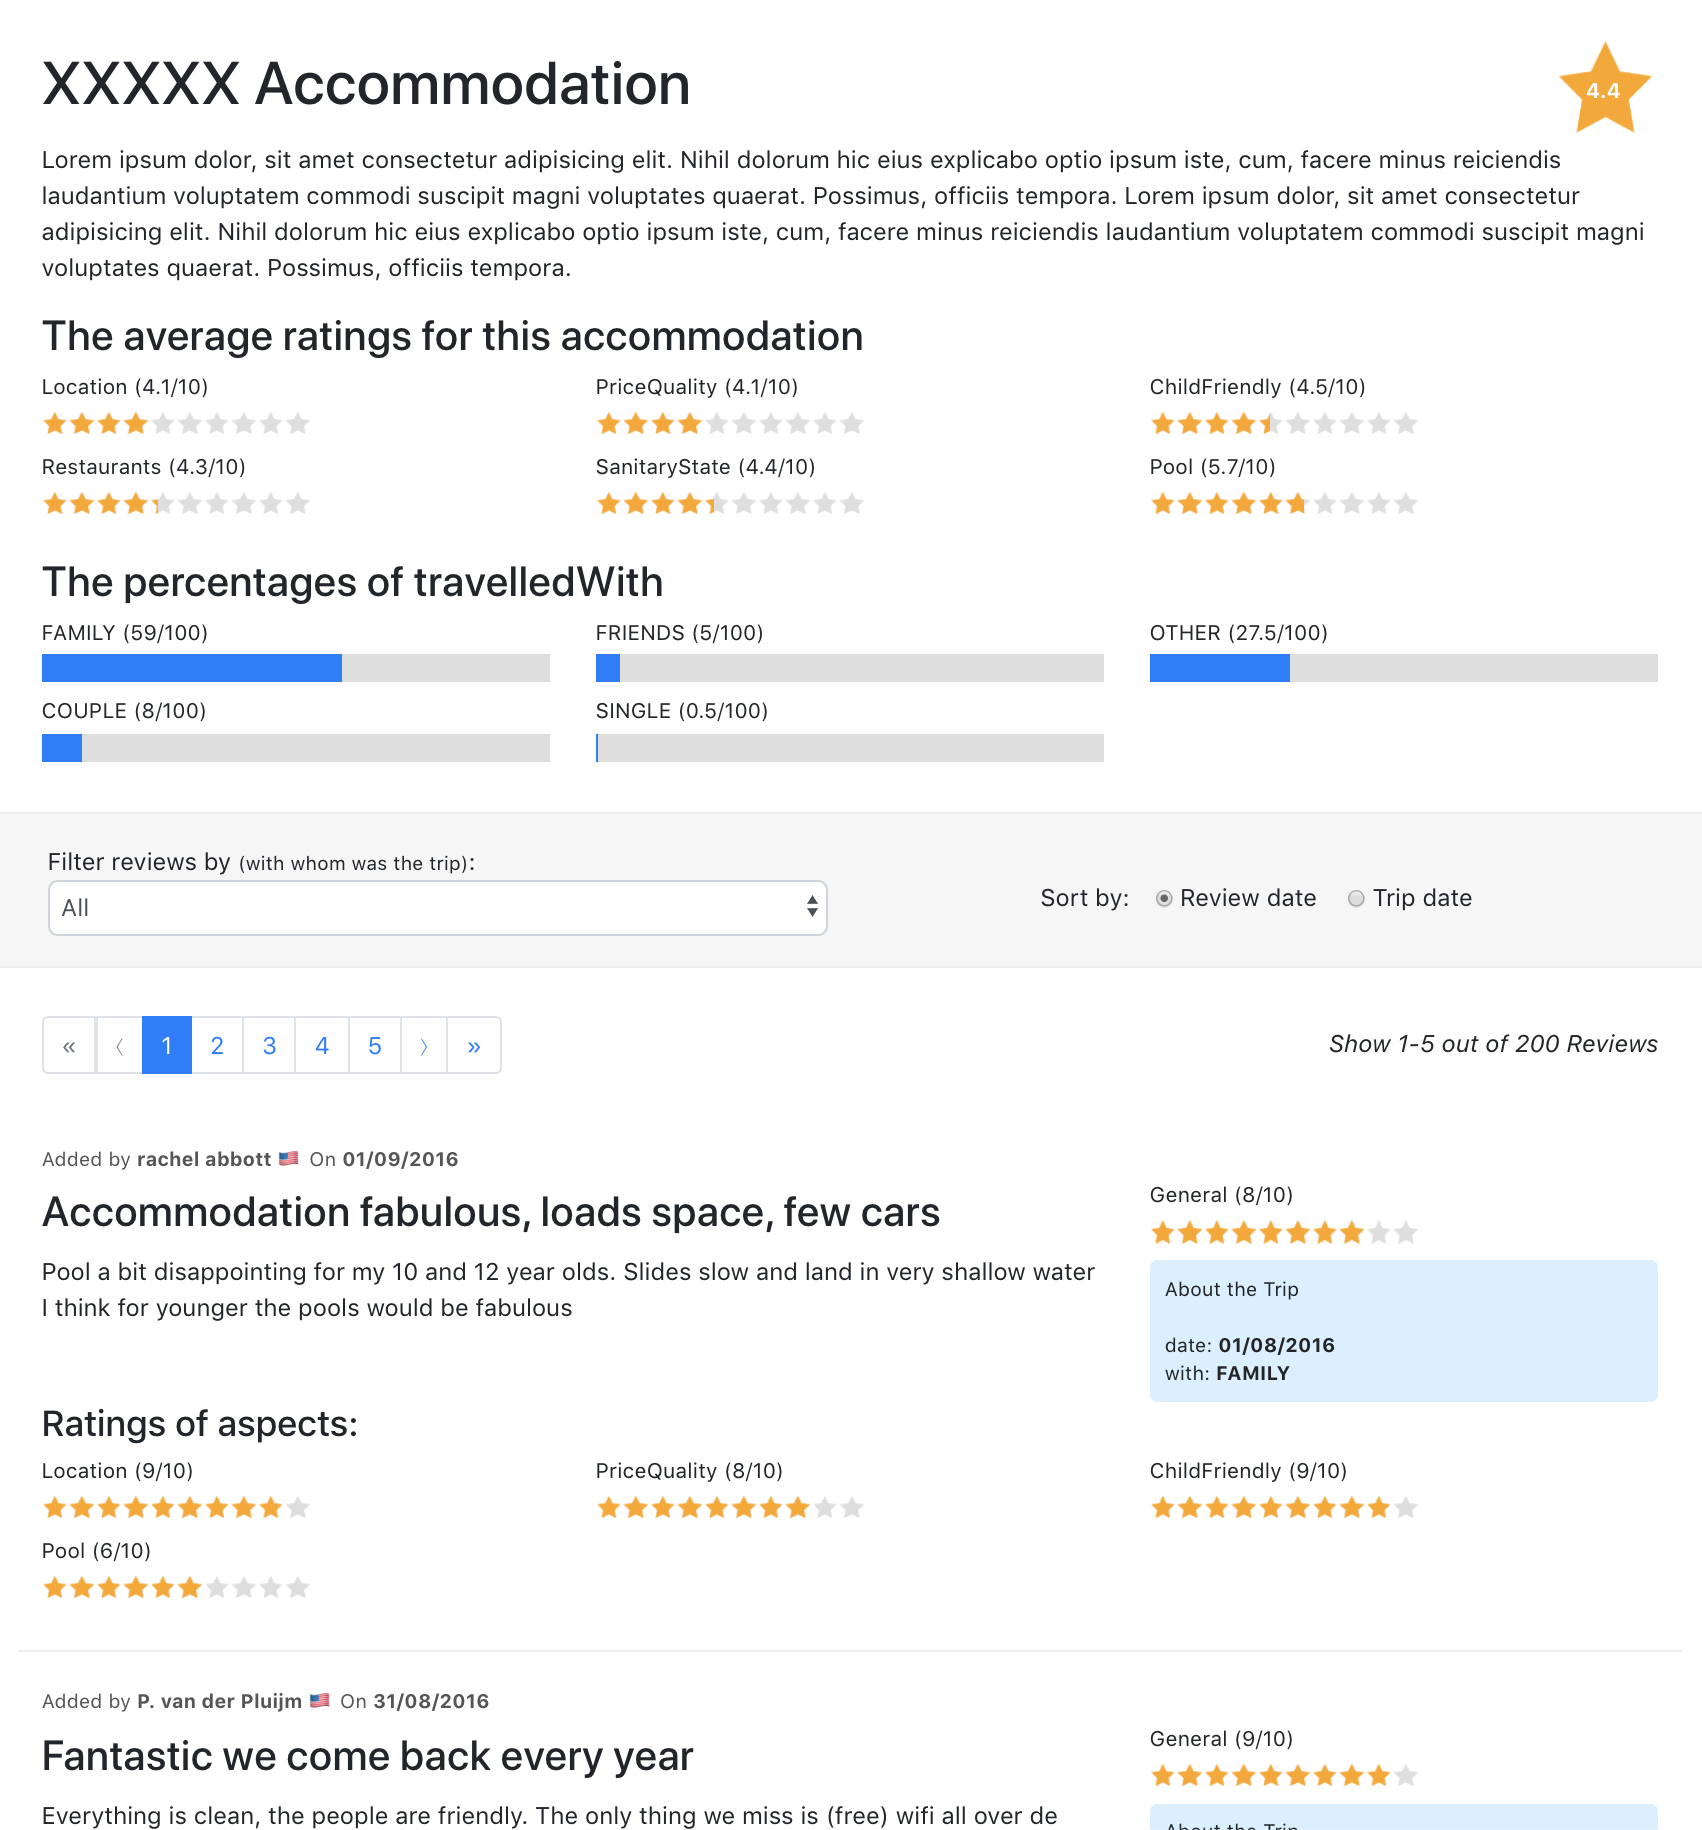 XXXXX Accommodation
4.4
Lorem ipsum dolor, sit amet consectetur adipisicing elit. Nihil dolorum hic eius explicabo optio ipsum iste, cum, facere minus reiciendis
laudantium voluptatem commodi suscipit magni voluptates quaerat. Possimus, officiis tempora. Lorem ipsum dolor, sit amet consectetur
adipisicing elit. Nihil dolorum hic eius explicabo optio ipsum iste, cum, facere minus reiciendis laudantium voluptatem commodi suscipit magni
voluptates quaerat. Possimus, officiis tempora.
The average ratings for this accommodation
Location (4.1/10)
PriceQuality (4.1/10)
ChildFriendly (4.5/10)
Restaurants (4.3/10)
SanitaryState (4.4/10)
Pool (5.7/10)
The percentages of travelledWith
FAMILY (59/100)
FRIENDS (5/100)
OTHER (27.5/100)
COUPLE (8/100)
SINGLE (0.5/100)
Filter reviews by (with whom was the trip):
All
Sort by: Review date Trip date
« 〈 1 2 3 4 5 〉 »
Show 1-5 out of 200 Reviews
Added by rachel abbott 🇺🇸 On 01/09/2016
Accommodation fabulous, loads space, few cars
Pool a bit disappointing for my 10 and 12 year olds. Slides slow and land in very shallow water
I think for younger the pools would be fabulous
General (8/10)
About the Trip
date: 01/08/2016
with: FAMILY
Ratings of aspects:
Location (9/10)
PriceQuality (8/10)
ChildFriendly (9/10)
Pool (6/10)
Added by P. van der Pluijm 🇺🇸 On 31/08/2016
Fantastic we come back every year
Everything is clean, the people are friendly. The only thing we miss is (free) wifi all over de
General (9/10)
About the Trip